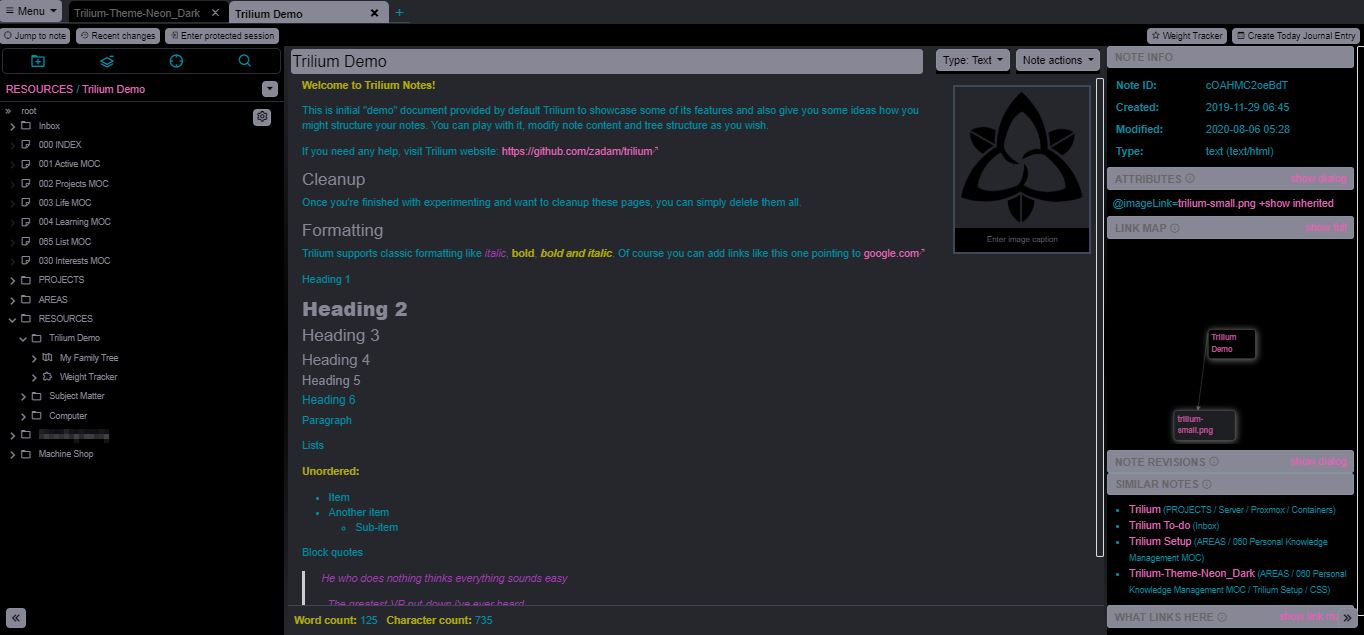 Menu
Trilium-Theme-Neon_Dark
Trilium Demo
Jump to note
Recent changes
Enter protected session
Weight Tracker
Create Today Journal Entry
RESOURCES / Trilium Demo
root
Inbox
000 INDEX
001 Active MOC
002 Projects MOC
003 Life MOC
004 Learning MOC
065 List MOC
030 Interests MOC
PROJECTS
AREAS
RESOURCES
Trilium Demo
My Family Tree
Weight Tracker
Subject Matter
Computer
Machine Shop
Trilium Demo
Type: Text
Note actions
Welcome to Trilium Notes!
This is initial "demo" document provided by default Trilium to showcase some of its features and also give you some ideas how you
might structure your notes. You can play with it, modify note content and tree structure as you wish.
If you need any help, visit Trilium website: https://github.com/zadam/trilium
Cleanup
Once you're finished with experimenting and want to cleanup these pages, you can simply delete them all.
Formatting
Trilium supports classic formatting like italic, bold, bold and italic. Of course you can add links like this one pointing to google.com
Heading 1
Heading 2
Heading 3
Heading 4
Heading 5
Heading 6
Paragraph
Lists
Unordered:
Item
Another item
Sub-item
Block quotes
He who does nothing thinks everything sounds easy
The greatest VP put down i've ever heard
Enter image caption
Word count: 125 Character count: 735
NOTE INFO
Note ID: cOAHMC2oeBdT
Created: 2019-11-29 06:45
Modified: 2020-08-06 05:28
Type: text (text/html)
ATTRIBUTES show dialog
@imageLink=trilium-small.png +show inherited
LINK MAP show full
Trilium
Demo
trilium-
small.png
NOTE REVISIONS show dialog
SIMILAR NOTES
Trilium (PROJECTS / Server / Proxmox / Containers)
Trilium To-do (Inbox)
Trilium Setup (AREAS / 060 Personal Knowledge
Management MOC)
Trilium-Theme-Neon_Dark (AREAS / 060 Personal
Knowledge Management MOC / Trilium Setup / CSS)
WHAT LINKS HERE show link